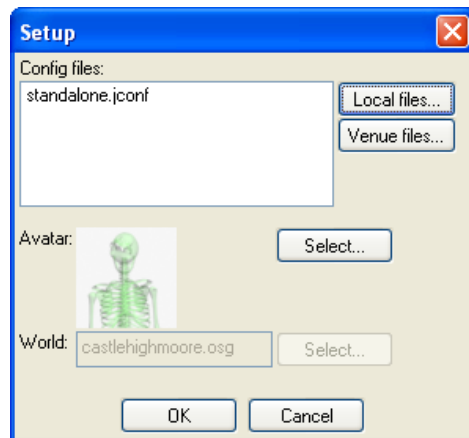 Setup
Config files:
standalone.jconf
Local files...
Venue files...
Avatar:
Select...
World:
castlehighmoore.osg
Select...
OK
Cancel